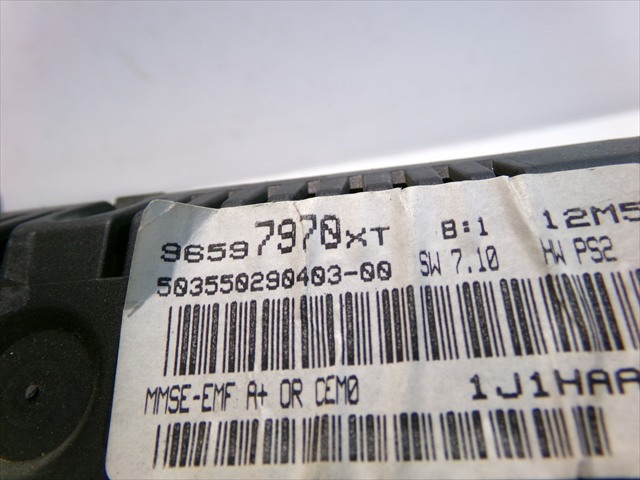 96597970XT B:1 12M5
503550290403-00 SW 7.10 HW PS2
MMSE-EMF A+ OR CEM0 1J1HAA